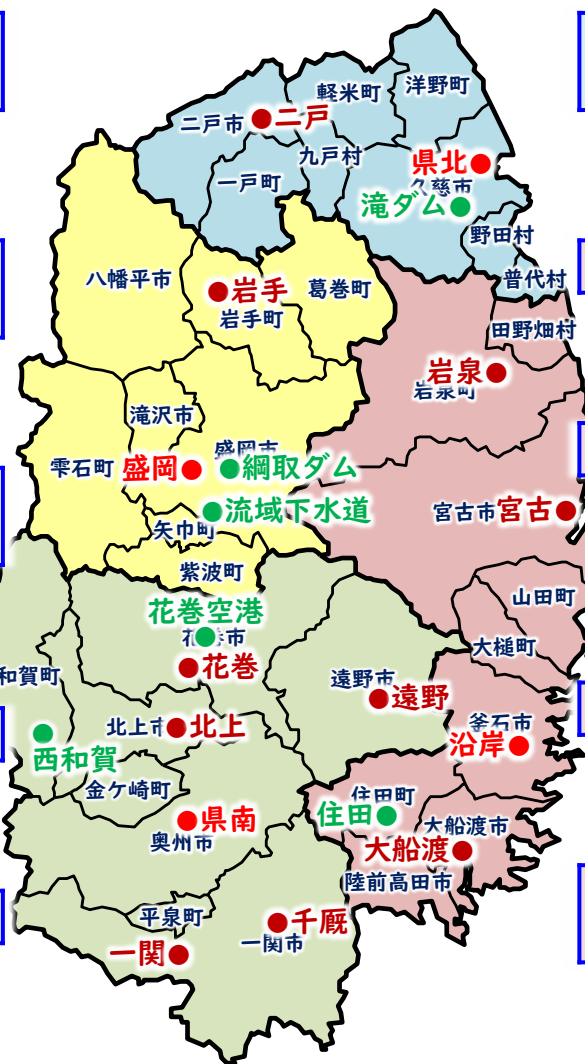 軽米町
洋野町
二戸市
二戸
九戸村
県北
一戸町
久慈市
滝ダム
野田村
八幡平市
普代村
岩手
葛巻町
岩手町
田野畑村
岩泉
岩泉町
滝沢市
盛岡市
雫石町
盛岡
綱取ダム
宮古市
宮古
流域下水道
矢巾町
紫波町
山田町
花巻空港
花巻市
大槌町
花巻
和賀町
遠野市
遠野
北上市
北上
釜石市
沿岸
西和賀
金ケ崎町
住田町
住田
県南
大船渡市
奥州市
大船渡
陸前高田市
平泉町
千厩
一関市
一関